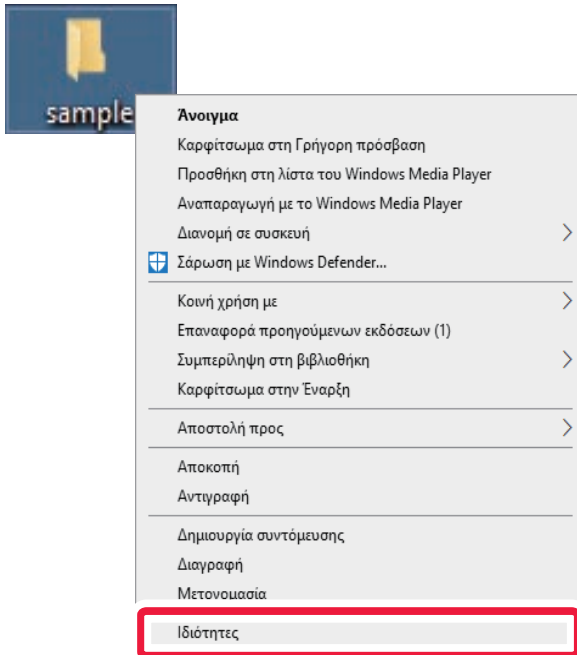 sample
Άνοιγμα
Καρφίτσωμα στη Γρήγορη πρόσβαση
Προσθήκη στη λίστα του Windows Media Player
Αναπαραγωγή με το Windows Media Player
Διανομή σε συσκευή
Σάρωση με Windows Defender...
Κοινή χρήση με
Επαναφορά προηγούμενων εκδόσεων (1)
Συμπερίληψη στη βιβλιοθήκη
Καρφίτσωμα στην Έναρξη
Αποστολή προς
Αποκοπή
Αντιγραφή
Δημιουργία συντόμευσης
Διαγραφή
Μετονομασία
Ιδιότητες